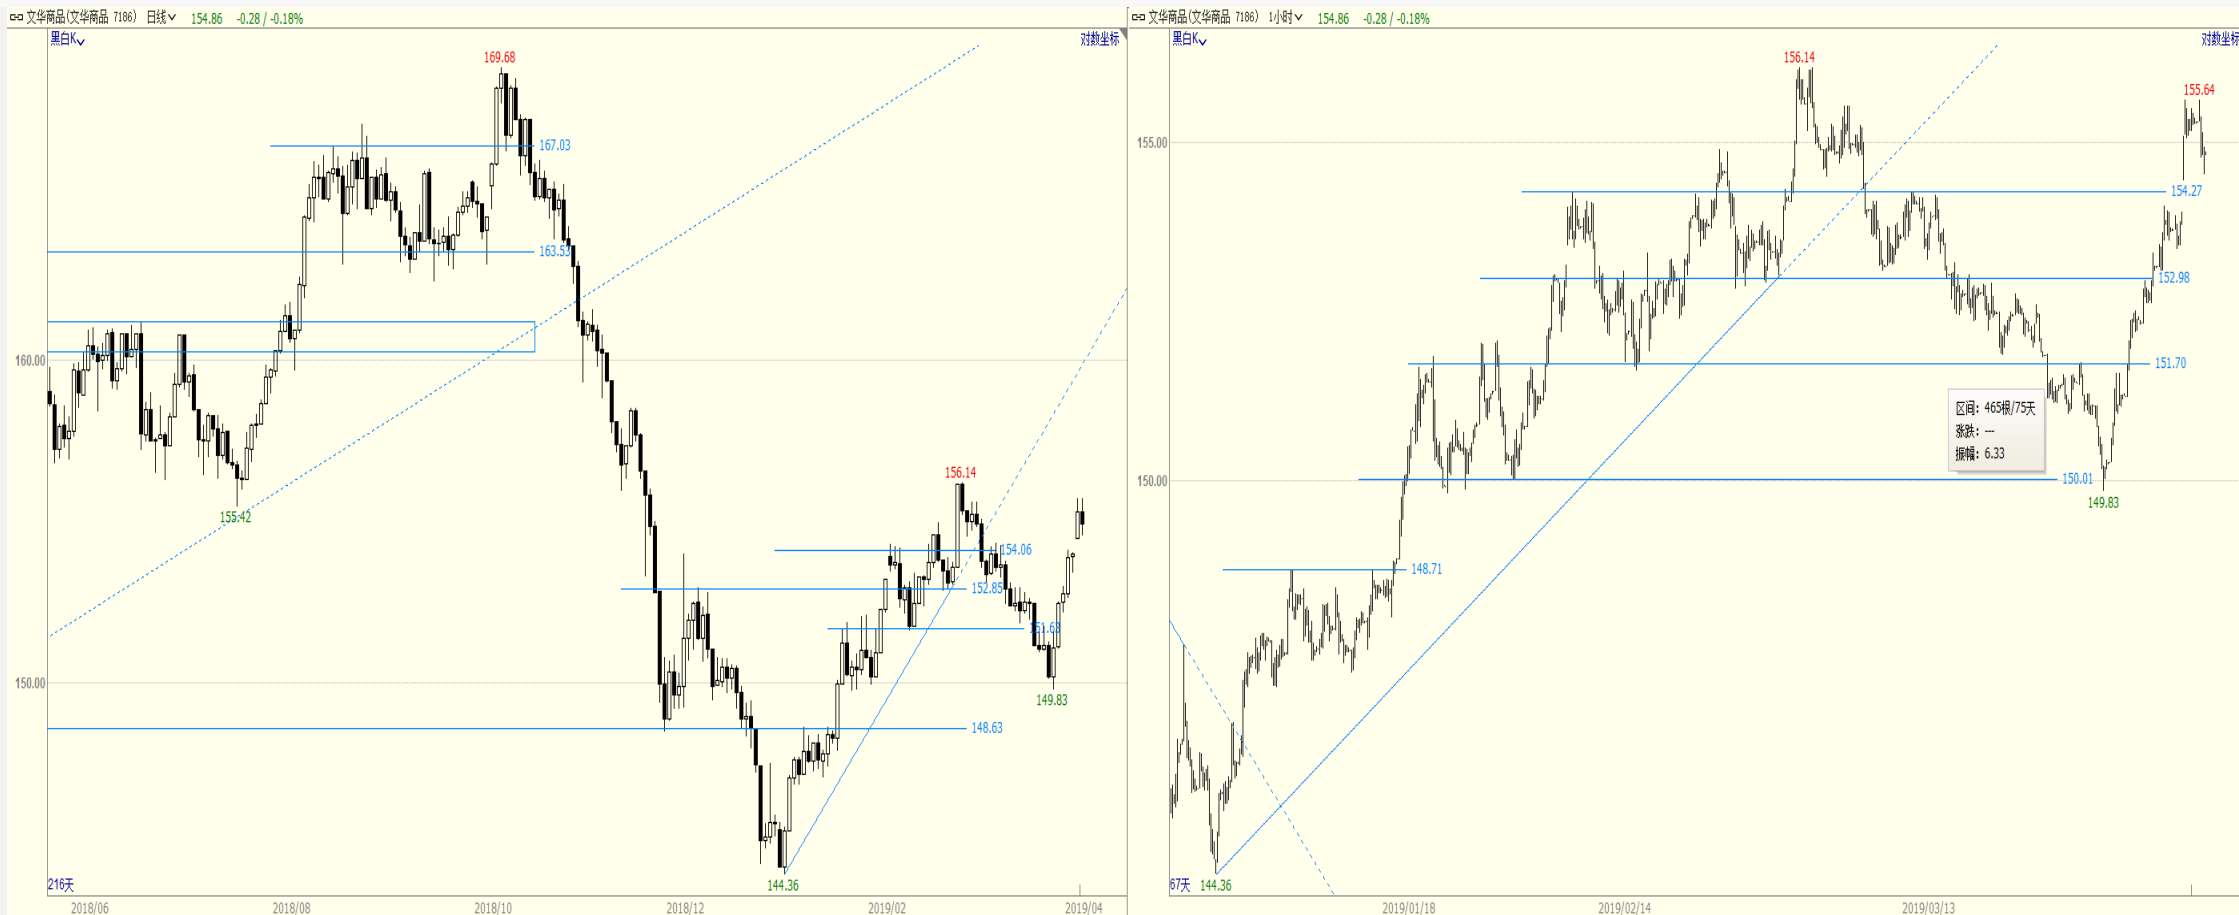 文华商品(文华商品 7186) 日线 154.86 -0.28 / -0.18%
黑白K
对数坐标
169.68
167.03
163.53
160.00
155.42
156.14
154.06
152.85
151.63
150.00
149.83
148.63
144.36
216天
2018/06 2018/08 2018/10 2018/12 2019/02 2019/04
文华商品(文华商品 7186) 1小时 154.86 -0.28 / -0.18%
黑白K
对数坐标
156.14
155.64
155.00
154.27
152.98
151.70
区间: 465根/75天
涨跌: ---
振幅: 6.33
150.00
150.01
149.83
148.71
67天
144.36
2019/01/18 2019/02/14 2019/03/13